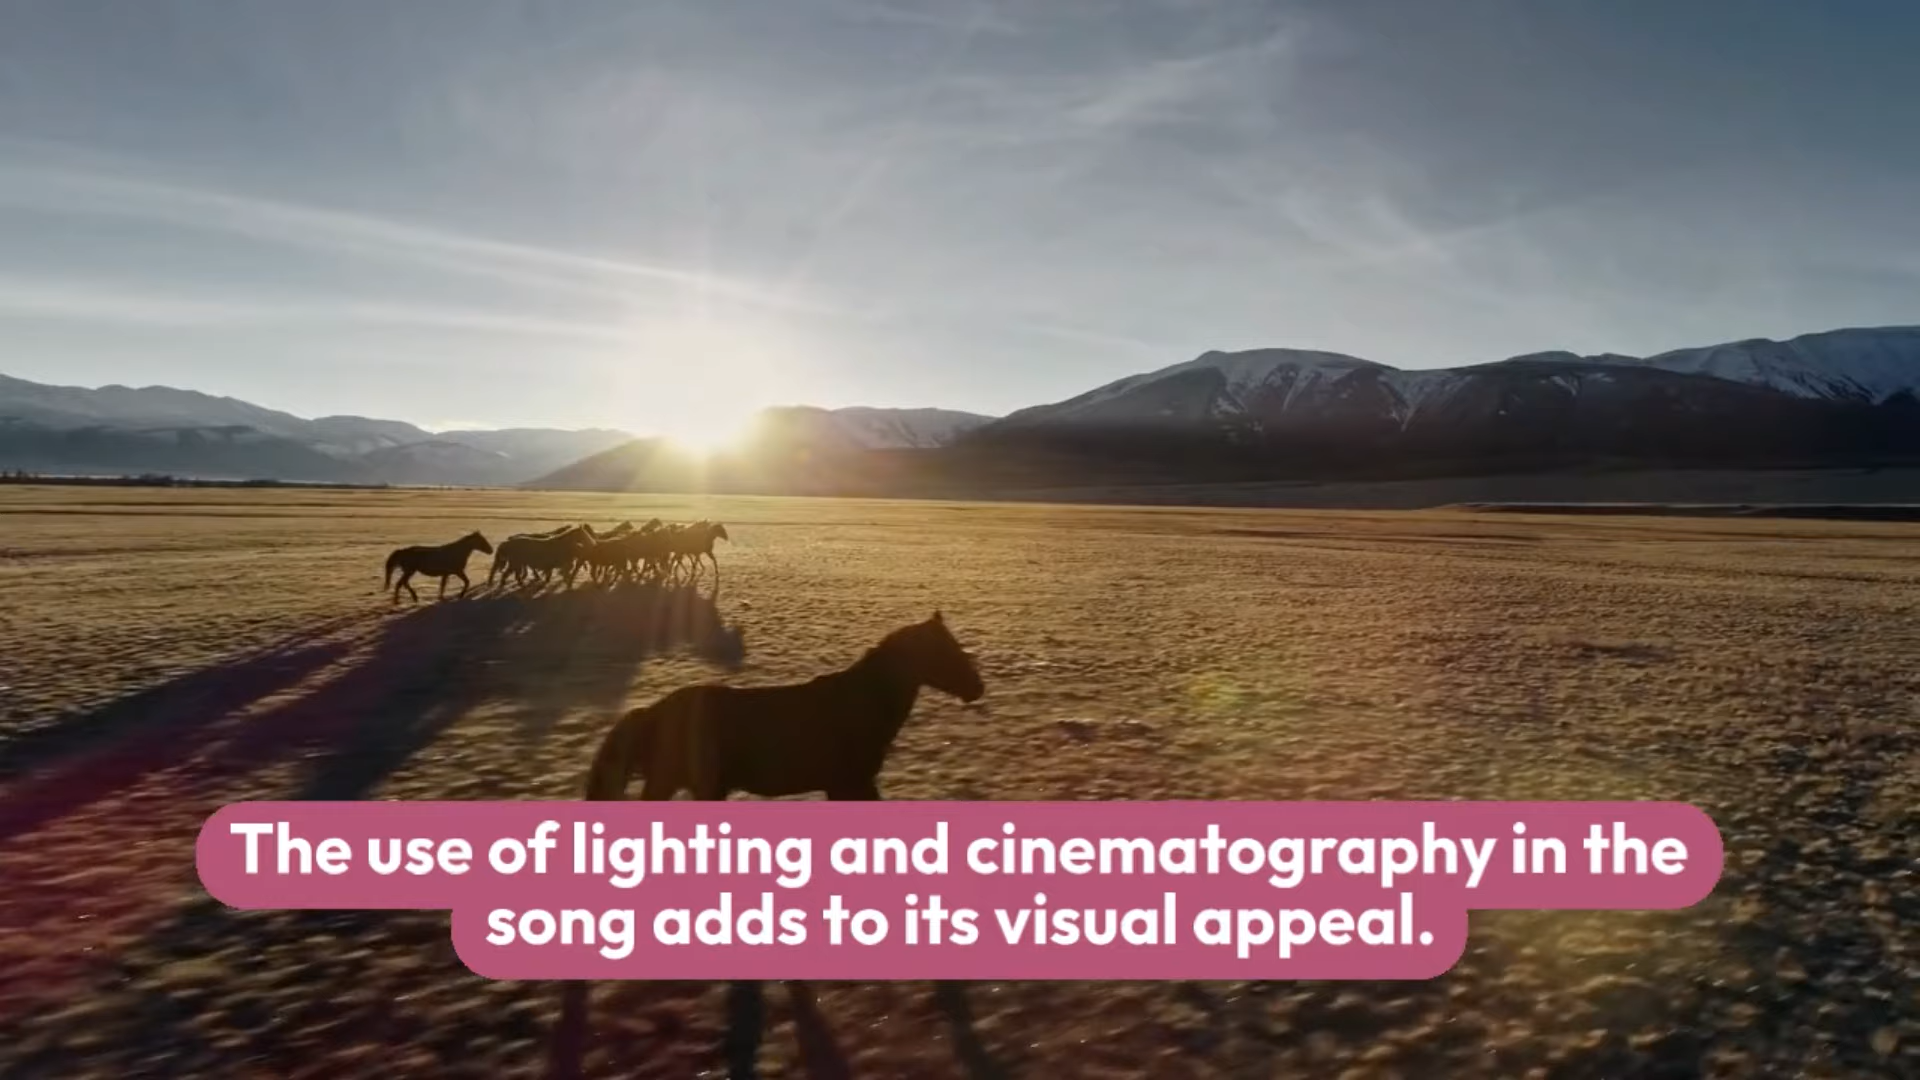 The use of lighting and cinematography in the
song adds to its visual appeal.